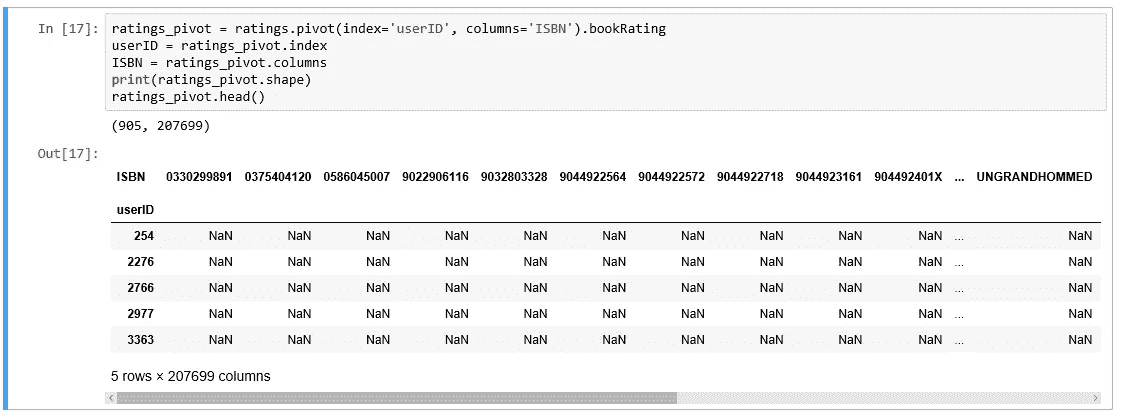 In [17]: ratings_pivot = ratings.pivot(index='userID', columns='ISBN').bookRating
userID = ratings_pivot.index
ISBN = ratings_pivot.columns
print(ratings_pivot.shape)
ratings_pivot.head()
(905, 207699)
Out[17]:
ISBN 0330299891 0375404120 0586045007 9022906116 9032803328 9044922564 9044922572 9044922718 9044923161 904492401X ... UNGRANDHOMMED
userID
254 NaN NaN NaN NaN NaN NaN NaN NaN NaN NaN ... NaN
2276 NaN NaN NaN NaN NaN NaN NaN NaN NaN NaN ... NaN
2766 NaN NaN NaN NaN NaN NaN NaN NaN NaN NaN ... NaN
2977 NaN NaN NaN NaN NaN NaN NaN NaN NaN NaN ... NaN
3363 NaN NaN NaN NaN NaN NaN NaN NaN NaN NaN ... NaN
5 rows × 207699 columns